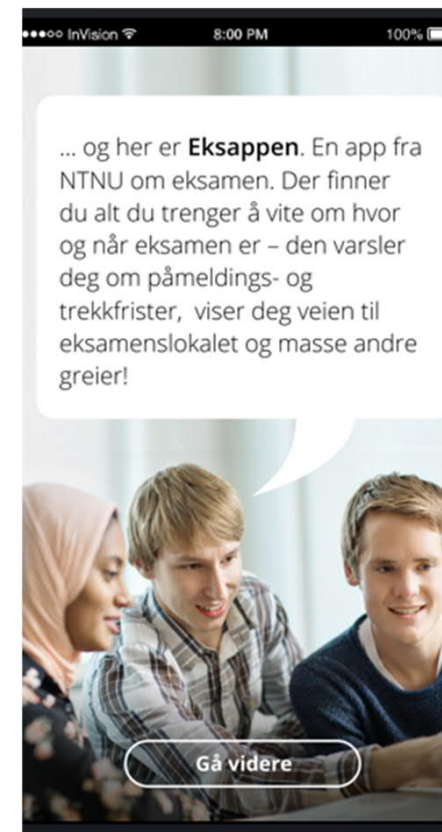 ●●●○○ InVision 8:00 PM 100%
... og her er Eksappen. En app fra
NTNU om eksamen. Der finner
du alt du trenger å vite om hvor
og når eksamen er – den varsler
deg om påmeldings- og
trekkfrister, viser deg veien til
eksamenslokalet og masse andre
greier!
Gå videre